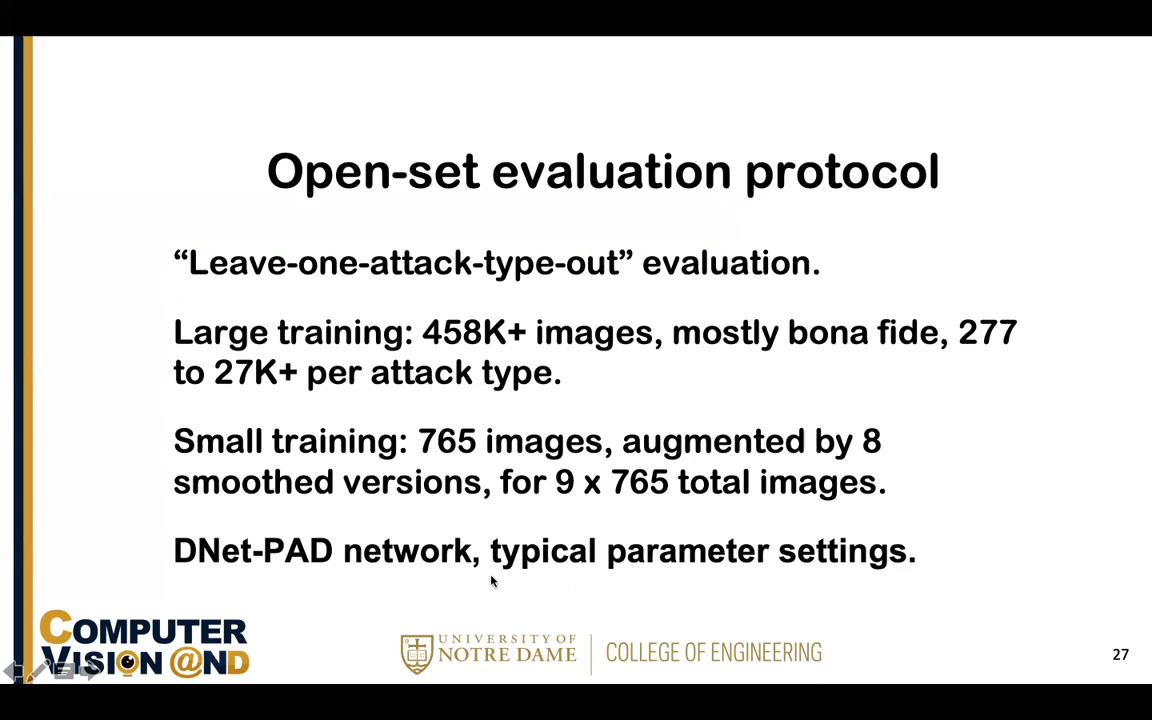 Open-set evaluation protocol
“Leave-one-attack-type-out” evaluation.
Large training: 458K+ images, mostly bona fide, 277
to 27K+ per attack type.
Small training: 765 images, augmented by 8
smoothed versions, for 9 x 765 total images.
DNet-PAD network, typical parameter settings.
COMPUTER
VISION @ND
UNIVERSITY OF
NOTRE DAME
COLLEGE OF ENGINEERING
27